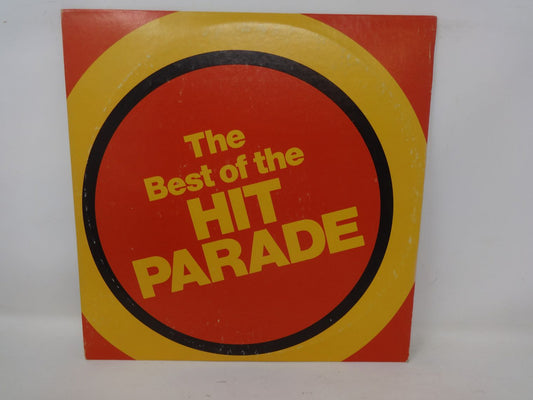 The
Best of the
HIT
PARADE